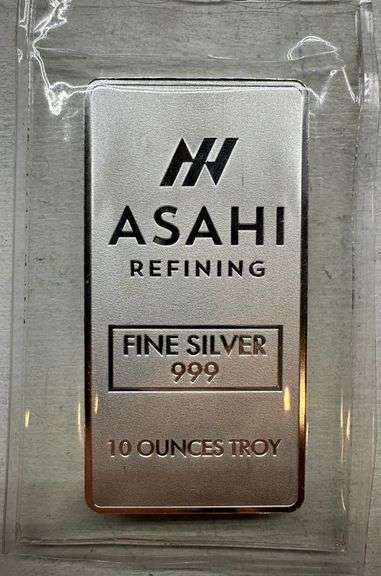 ASAHI
REFINING
FINE SILVER
999
10 OUNCES TROY